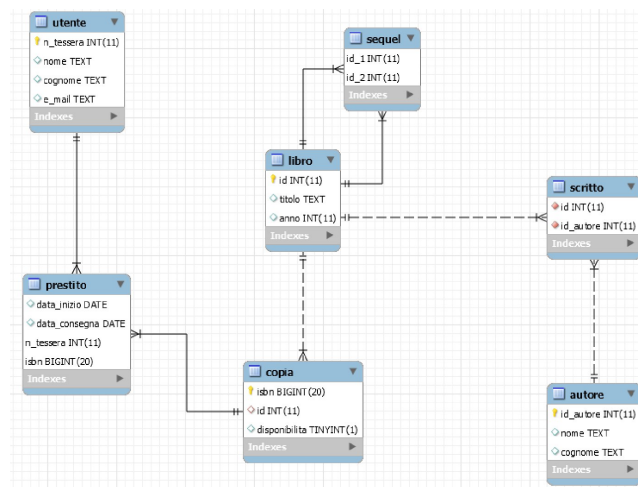 utente
n_tessera INT(11)
nome TEXT
cognome TEXT
e_mail TEXT
Indexes
sequel
id_1 INT(11)
id_2 INT(11)
Indexes
libro
id INT(11)
titolo TEXT
anno INT(11)
Indexes
scritto
id INT(11)
id_autore INT(11)
Indexes
prestito
data_inizio DATE
data_consegna DATE
n_tessera INT(11)
isbn BIGINT(20)
Indexes
copia
isbn BIGINT(20)
id INT(11)
disponibilita TINYINT(1)
Indexes
autore
id_autore INT(11)
nome TEXT
cognome TEXT
Indexes